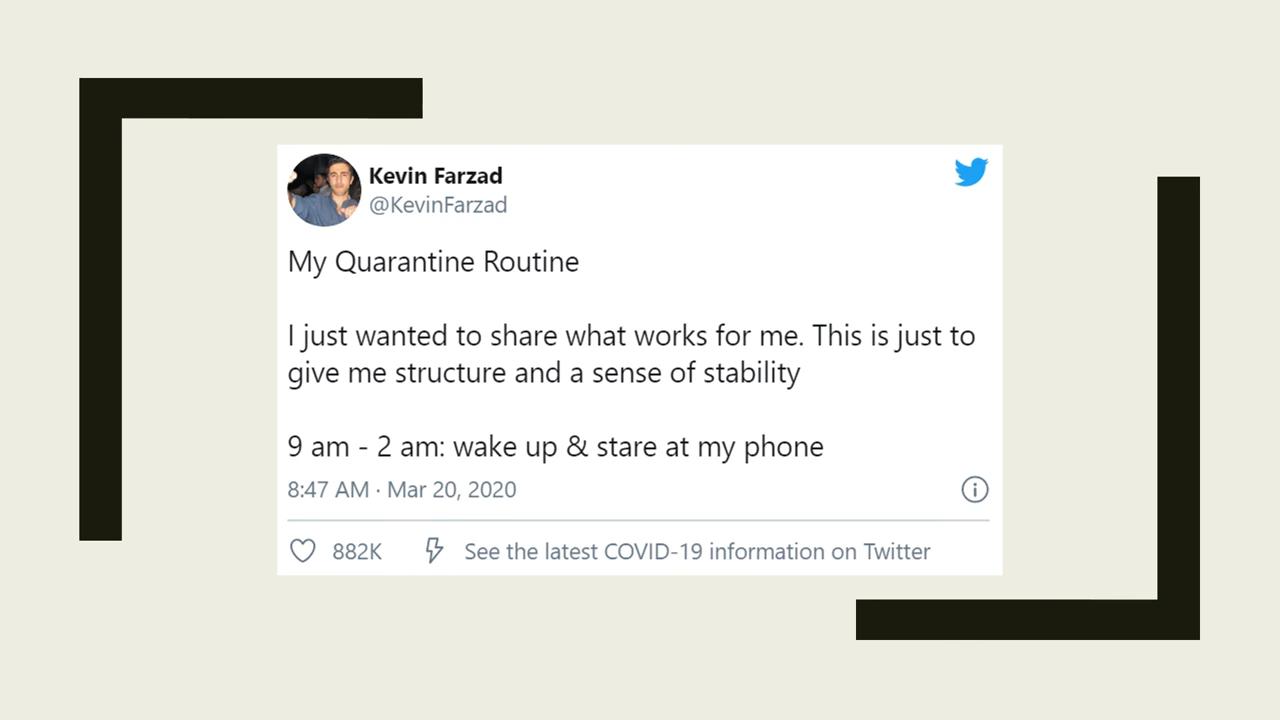 Kevin Farzad
@KevinFarzad
My Quarantine Routine
I just wanted to share what works for me. This is just to
give me structure and a sense of stability
9 am - 2 am: wake up & stare at my phone
8:47 AM · Mar 20, 2020
882K See the latest COVID-19 information on Twitter